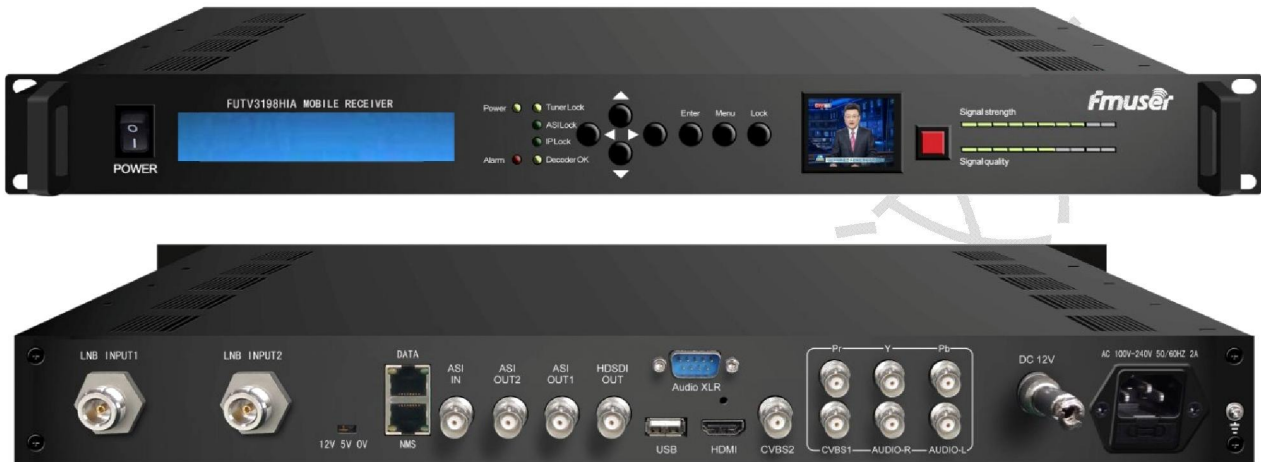 FUTV3198HIA MOBILE RECEIVER
Fmuser
Power
Tuner Lock
ASI Lock
IP Lock
Alarm
Decoder OK
Enter
Menu
Lock
Signal strength
Signal quality
O
I
POWER
LNB INPUT1
LNB INPUT2
12V 5V 0V
DATA
NMS
ASI
IN
ASI
OUT2
ASI
OUT1
HDSDI
OUT
Audio XLR
USB
HDMI
CVBS2
Pr
Y
Pb
CVBS1
AUDIO-R
AUDIO-L
DC 12V
AC 100V-240V 50/60HZ 2A